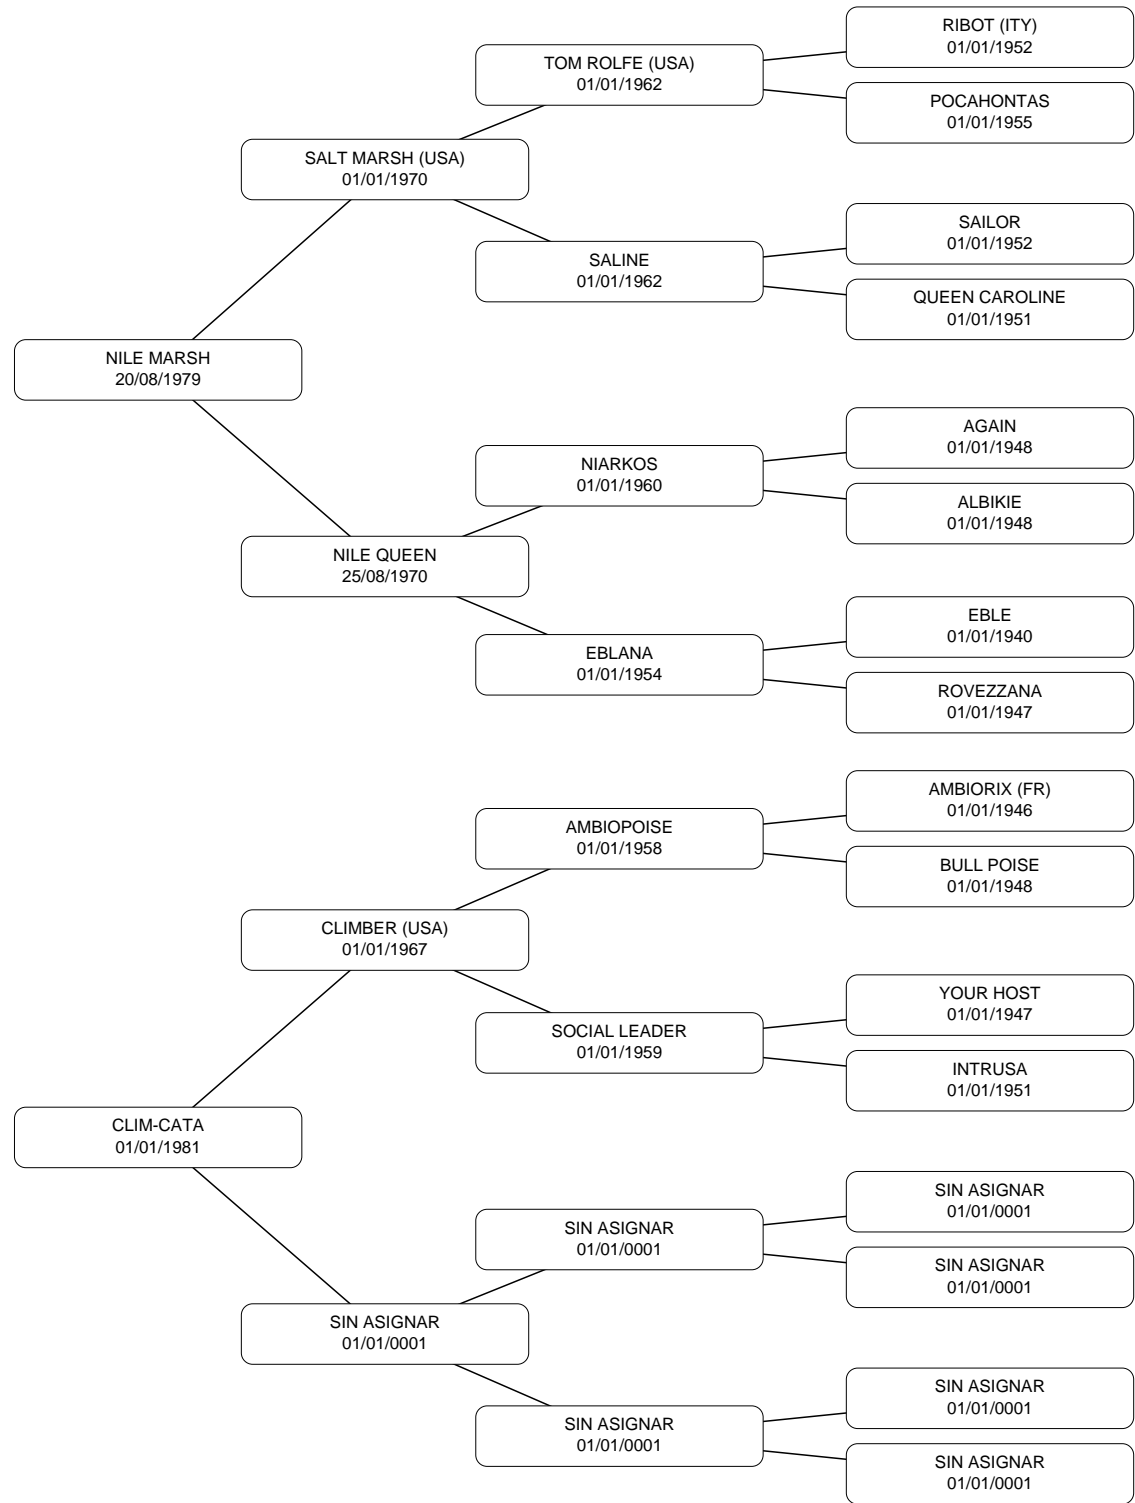 RIBOT (ITY)
01/01/1952
TOM ROLFE (USA)
01/01/1962
POCAHONTAS
01/01/1955
SALT MARSH (USA)
01/01/1970
SAILOR
01/01/1952
SALINE
01/01/1962
QUEEN CAROLINE
01/01/1951
NILE MARSH
20/08/1979
AGAIN
01/01/1948
NIARKOS
01/01/1960
ALBIKIE
01/01/1948
NILE QUEEN
25/08/1970
EBLE
01/01/1940
EBLANA
01/01/1954
ROVEZZANA
01/01/1947
AMBIORIX (FR)
01/01/1946
AMBIOPOISE
01/01/1958
BULL POISE
01/01/1948
CLIMBER (USA)
01/01/1967
YOUR HOST
01/01/1947
SOCIAL LEADER
01/01/1959
INTRUSA
01/01/1951
CLIM-CATA
01/01/1981
SIN ASIGNAR
01/01/0001
SIN ASIGNAR
01/01/0001
SIN ASIGNAR
01/01/0001
SIN ASIGNAR
01/01/0001
SIN ASIGNAR
01/01/0001
SIN ASIGNAR
01/01/0001
SIN ASIGNAR
01/01/0001